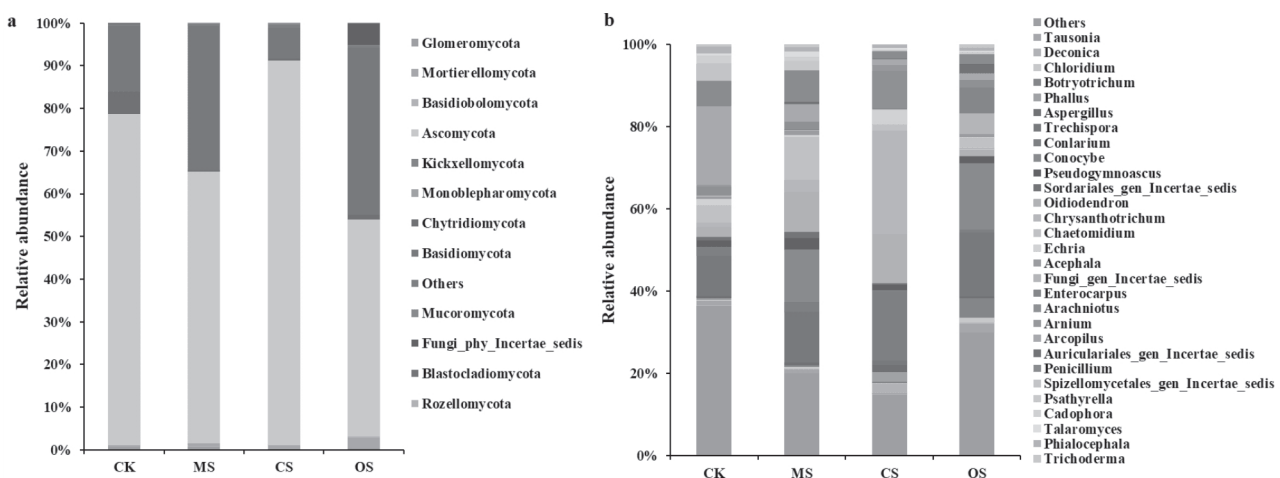 a
Relative abundance
100%
90%
80%
70%
60%
50%
40%
30%
20%
10%
0%
CK MS CS OS
Glomeromycota
Mortierellomycota
Basidiobolomycota
Ascomycota
Kickxellomycota
Monoblepharomycota
Chytridiomycota
Basidiomycota
Others
Mucoromycota
Fungi_phy_Incertae_sedis
Blastocladiomycota
Rozellomycota
b
Relative abundance
100%
80%
60%
40%
20%
0%
CK MS CS OS
Others
Tausonia
Deconica
Chloridium
Botryotrichum
Phallus
Aspergillus
Trechispora
Conlarium
Conocybe
Pseudogymnoascus
Sordariales_gen_Incertae_sedis
Oidiodendron
Chrysanthotrichum
Chaetomidium
Echria
Acephala
Fungi_gen_Incertae_sedis
Enterocarpus
Arachniotus
Arnium
Arcopilus
Auriculariales_gen_Incertae_sedis
Penicillium
Spizellomycetales_gen_Incertae_sedis
Psathyrella
Cadophora
Talaromyces
Phialocephala
Trichoderma